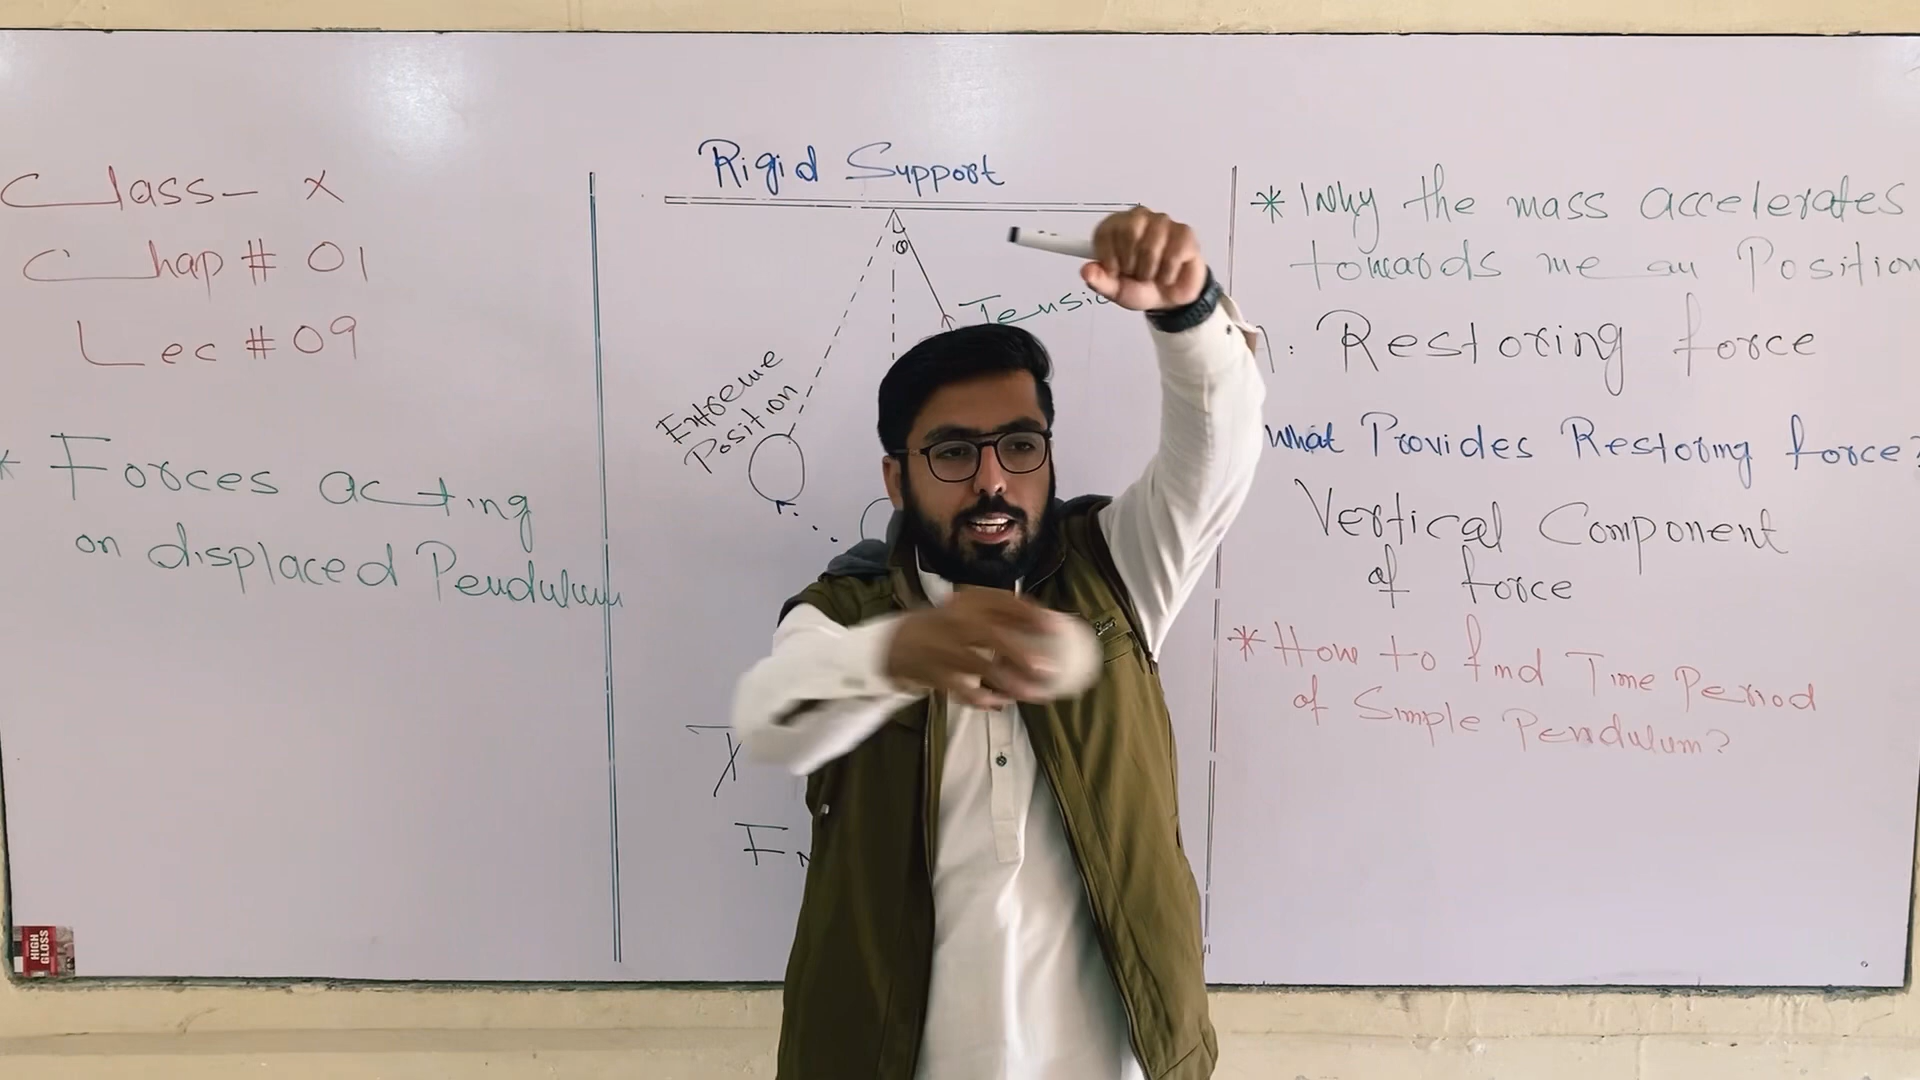 Class- X
Chap # 01
Lec # 09
* Forces acting
on displaced Pendulum
Rigid Support
θ
Extreme
Position
T
F
* Why the mass accelerates
towards mean Position
1. Restoring force
What Provides Restoring force?
Vertical Component
of force
* How to find Time Period
of Simple Pendulum?
HIGH
GLOSS